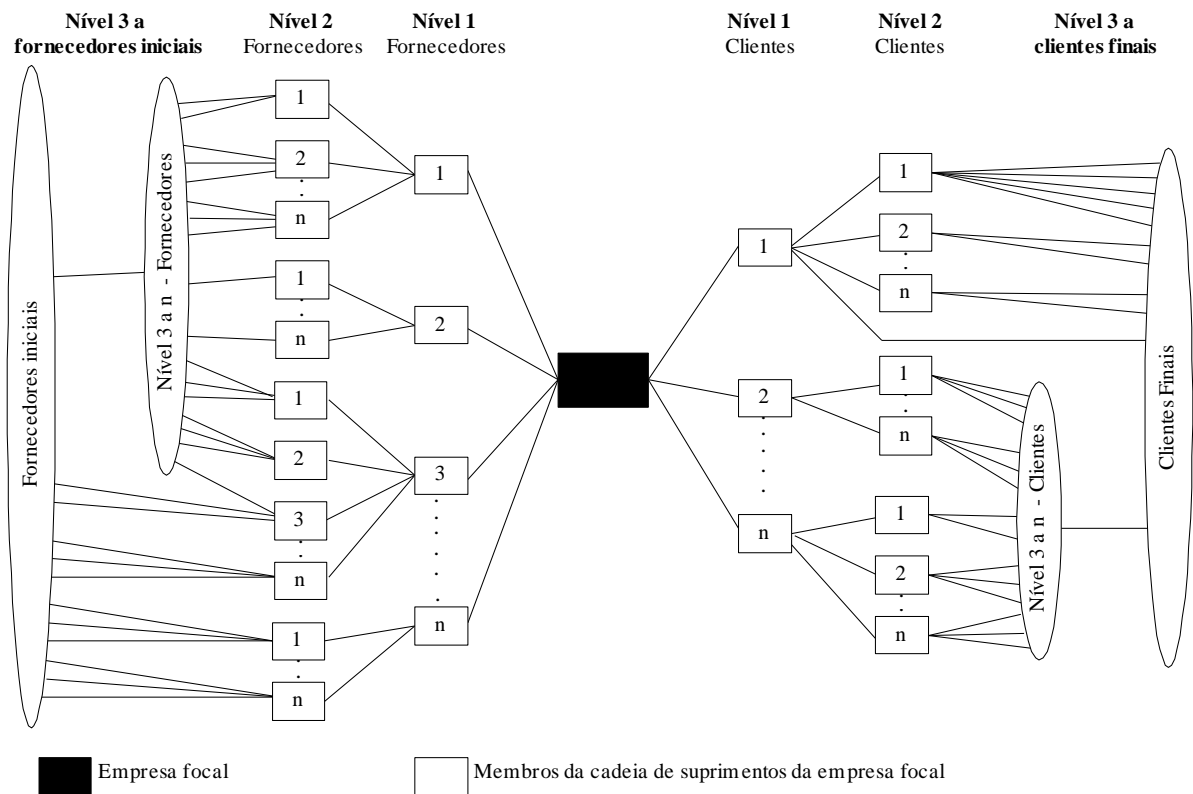 Nível 3 a
fornecedores iniciais
Nível 2
Fornecedores
Nível 1
Fornecedores
Nível 1
Clientes
Nível 2
Clientes
Nível 3 a
clientes finais
Fornecedores iniciais
Nível 3 a n - Fornecedores
1
2
n
1
n
1
2
3
n
1
n
1
2
3
n
1
2
n
1
2
n
1
n
1
2
n
Nível 3 a n - Clientes
Clientes Finais
Empresa focal
Membros da cadeia de suprimentos da empresa focal